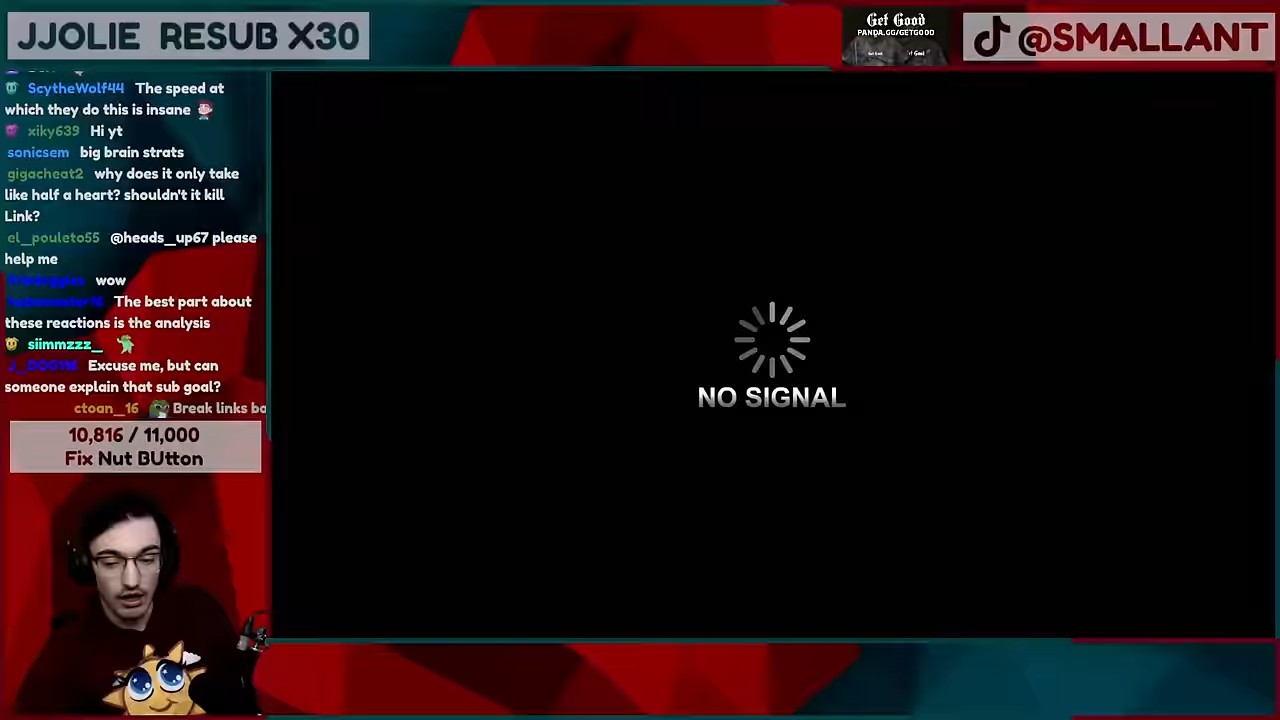 JJOLIE RESUB X30
Get Good
PANDA.GG/GETGOOD
@SMALLANT
ScytheWolf44 The speed at
which they do this is insane
xiky639 Hi yt
sonicsem big brain strats
gigacheat2 why does it only take
like half a heart? shouldn't it kill
Link?
el_pouleto55 @heads_up67 please
help me
wow
The best part about
these reactions is the analysis
siimmzzz_
Excuse me, but can
someone explain that sub goal?
ctoan_16 Break links ba
10,816 / 11,000
Fix Nut BUtton
NO SIGNAL